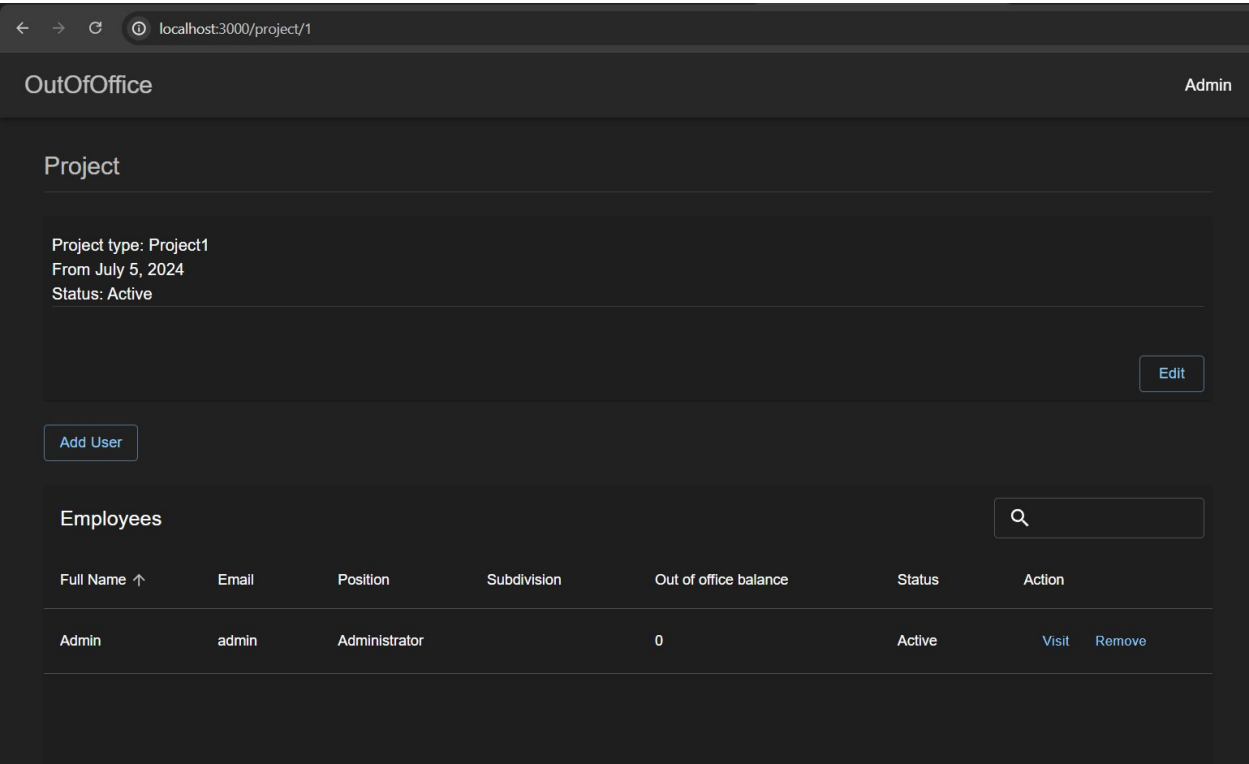 localhost:3000/project/1
OutOfOffice Admin
Project
Project type: Project1
From July 5, 2024
Status: Active
Edit
Add User
Employees
Full Name Email Position Subdivision Out of office balance Status Action
Admin admin Administrator 0 Active Visit Remove